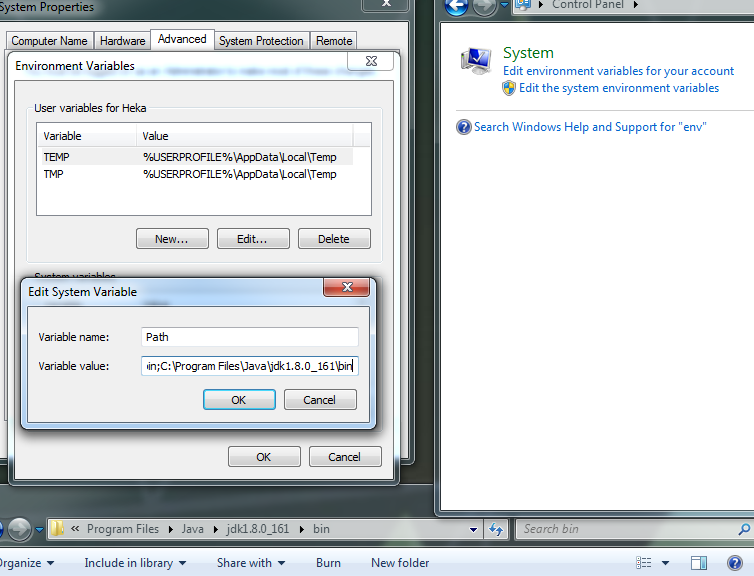 System Properties
Computer Name Hardware Advanced System Protection Remote
Environment Variables
User variables for Heka
Variable Value
TEMP %USERPROFILE%\AppData\Local\Temp
TMP %USERPROFILE%\AppData\Local\Temp
New... Edit... Delete
System variables
Edit System Variable
Variable name: Path
Variable value: in;C:\Program Files\Java\jdk1.8.0_161\bin
OK Cancel
OK Cancel
Control Panel
System
Edit environment variables for your account
Edit the system environment variables
Search Windows Help and Support for "env"
« Program Files Java jdk1.8.0_161 bin
Search bin
Organize Include in library Share with Burn New folder